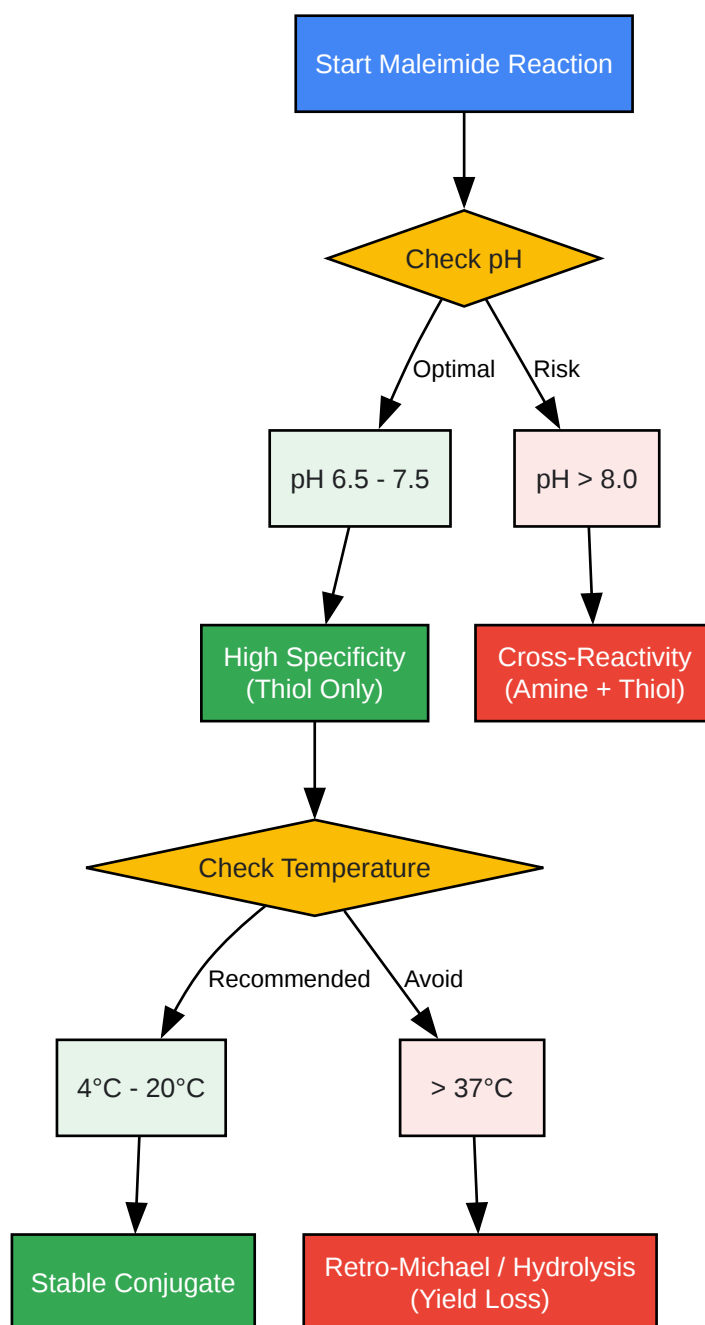 Start Maleimide Reaction
Check pH
Optimal
Risk
pH 6.5 - 7.5
pH > 8.0
High Specificity
(Thiol Only)
Cross-Reactivity
(Amine + Thiol)
Check Temperature
Recommended
Avoid
4°C - 20°C
> 37°C
Stable Conjugate
Retro-Michael / Hydrolysis
(Yield Loss)